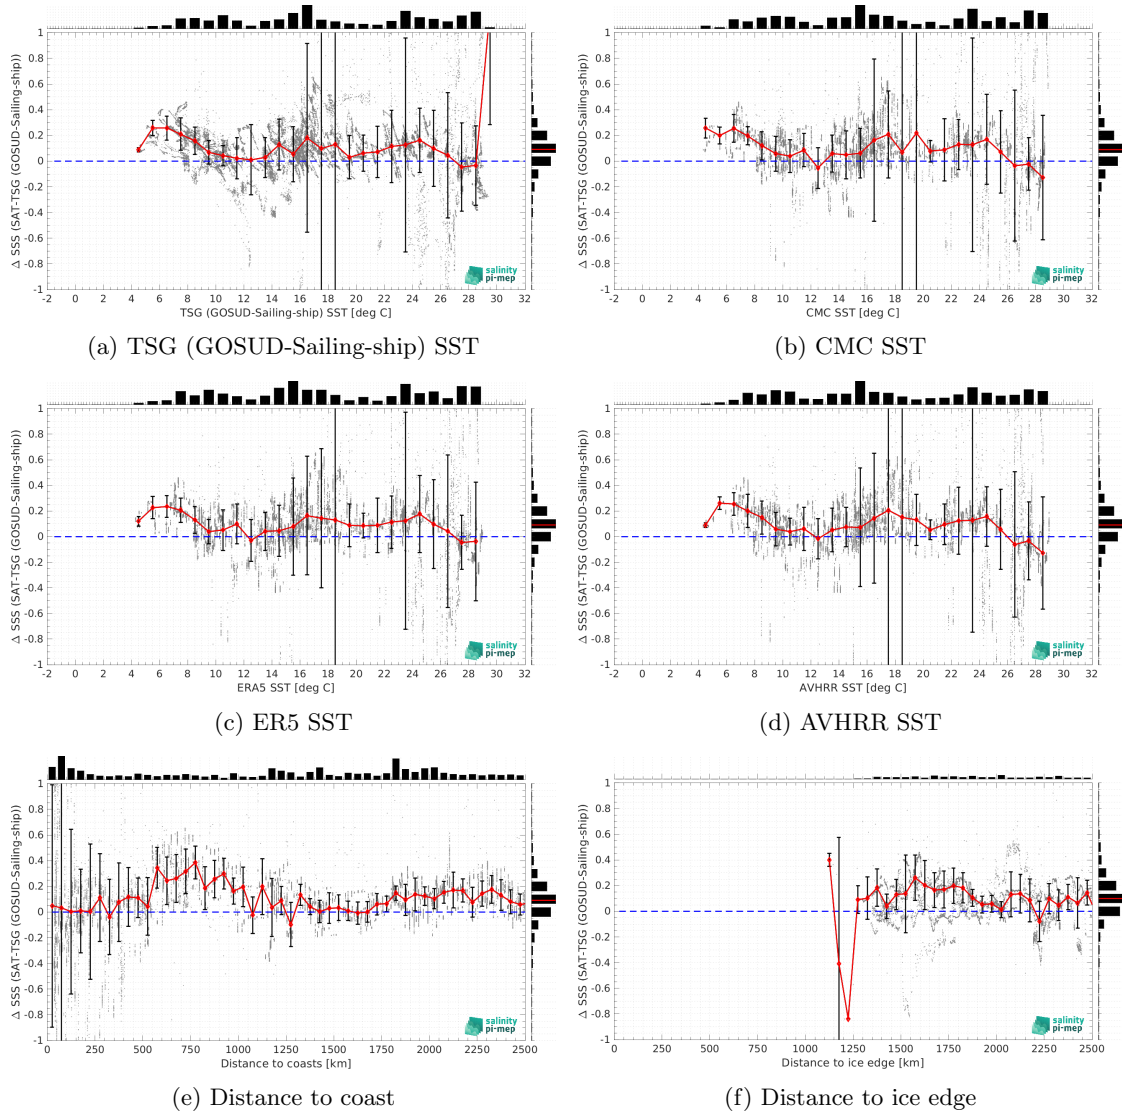 Δ SSS (SAT-TSG (GOSUD-Sailing-ship))
1
0.8
0.6
0.4
0.2
0
-0.2
-0.4
-0.6
-0.8
-1
salinity
pi-mep
-2 0 2 4 6 8 10 12 14 16 18 20 22 24 26 28 30 32
TSG (GOSUD-Sailing-ship) SST [deg C]
(a) TSG (GOSUD-Sailing-ship) SST
Δ SSS (SAT-TSG (GOSUD-Sailing-ship))
1
0.8
0.6
0.4
0.2
0
-0.2
-0.4
-0.6
-0.8
-1
salinity
pi-mep
-2 0 2 4 6 8 10 12 14 16 18 20 22 24 26 28 30 32
CMC SST [deg C]
(b) CMC SST
Δ SSS (SAT-TSG (GOSUD-Sailing-ship))
1
0.8
0.6
0.4
0.2
0
-0.2
-0.4
-0.6
-0.8
-1
salinity
pi-mep
-2 0 2 4 6 8 10 12 14 16 18 20 22 24 26 28 30 32
ERA5 SST [deg C]
(c) ER5 SST
Δ SSS (SAT-TSG (GOSUD-Sailing-ship))
1
0.8
0.6
0.4
0.2
0
-0.2
-0.4
-0.6
-0.8
-1
salinity
pi-mep
-2 0 2 4 6 8 10 12 14 16 18 20 22 24 26 28 30 32
AVHRR SST [deg C]
(d) AVHRR SST
Δ SSS (SAT-TSG (GOSUD-Sailing-ship))
1
0.8
0.6
0.4
0.2
0
-0.2
-0.4
-0.6
-0.8
-1
salinity
pi-mep
0 250 500 750 1000 1250 1500 1750 2000 2250 2500
Distance to coasts [km]
(e) Distance to coast
Δ SSS (SAT-TSG (GOSUD-Sailing-ship))
1
0.8
0.6
0.4
0.2
0
-0.2
-0.4
-0.6
-0.8
-1
salinity
pi-mep
0 250 500 750 1000 1250 1500 1750 2000 2250 2500
Distance to ice edge [km]
(f) Distance to ice edge